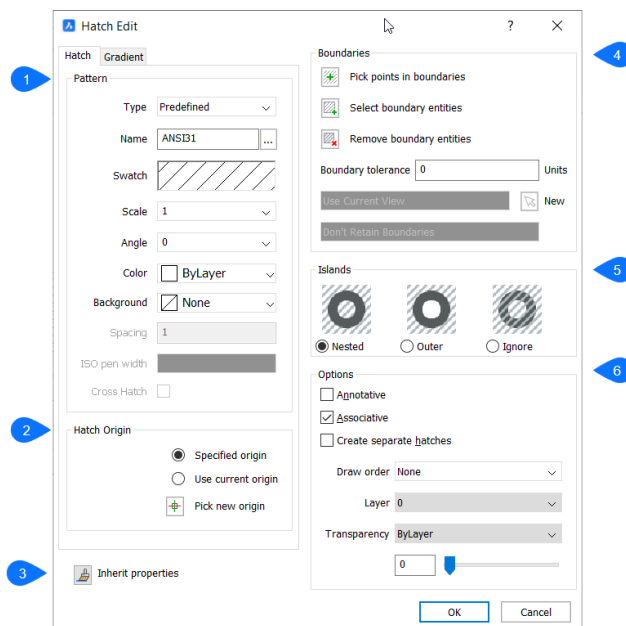 Hatch Edit
?
Hatch
Gradient
1
Pattern
Type
Predefined
Name
ANSI31
...
Swatch
Scale
1
Angle
0
Color
ByLayer
Background
None
Spacing
1
ISO pen width
Cross Hatch
2
Hatch Origin
Specified origin
Use current origin
Pick new origin
3
Inherit properties
Boundaries
4
Pick points in boundaries
Select boundary entities
Remove boundary entities
Boundary tolerance
0
Units
Use Current View
New
Don't Retain Boundaries
Islands
5
Nested
Outer
Ignore
Options
6
Annotative
Associative
Create separate hatches
Draw order
None
Layer
0
Transparency
ByLayer
0
OK
Cancel